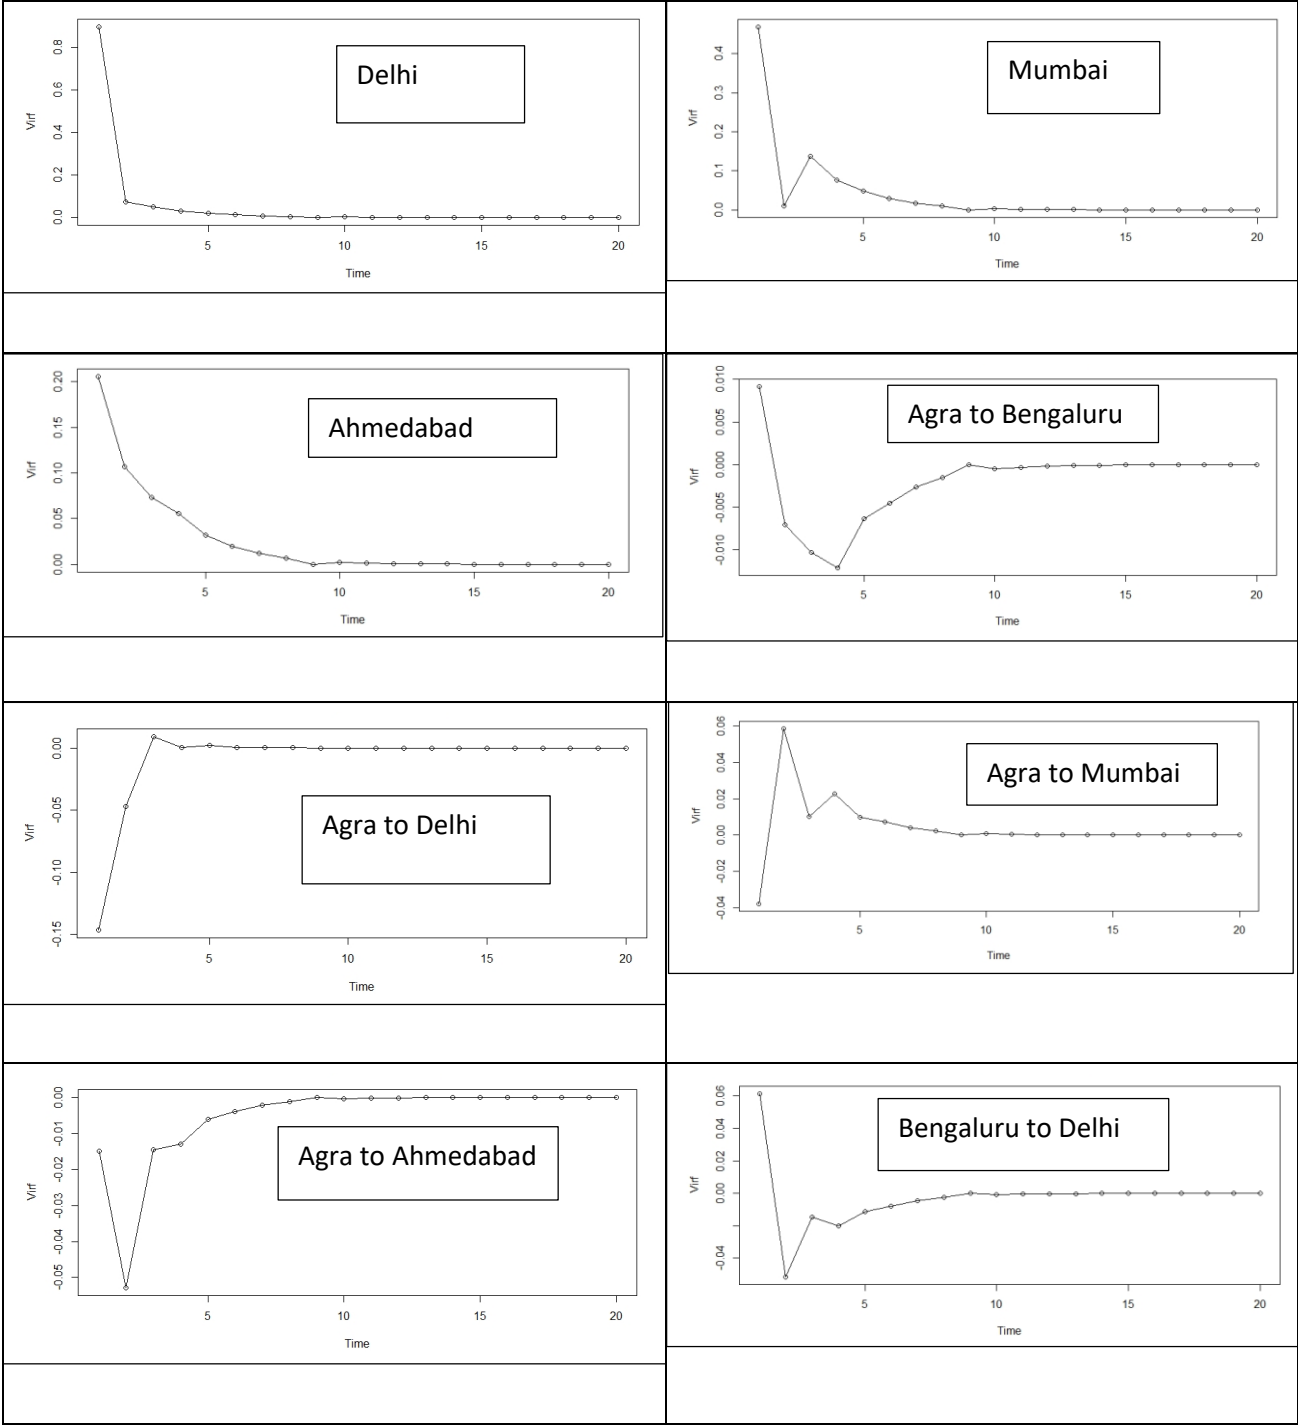 Delhi
Virf
0.8
0.6
0.4
0.2
0.0
5 10 15 20
Time
Mumbai
Virf
0.4
0.3
0.2
0.1
0.0
5 10 15 20
Time
Ahmedabad
Virf
0.20
0.15
0.10
0.05
0.00
5 10 15 20
Time
Agra to Bengaluru
Virf
0.010
0.005
0.000
-0.005
-0.010
5 10 15 20
Time
Agra to Delhi
Virf
0.00
-0.05
-0.10
-0.15
5 10 15 20
Time
Agra to Mumbai
Virf
0.06
0.04
0.02
0.00
-0.02
-0.04
5 10 15 20
Time
Agra to Ahmedabad
Virf
0.00
-0.01
-0.02
-0.03
-0.04
-0.05
5 10 15 20
Time
Bengaluru to Delhi
Virf
0.06
0.04
0.02
0.00
-0.04
5 10 15 20
Time